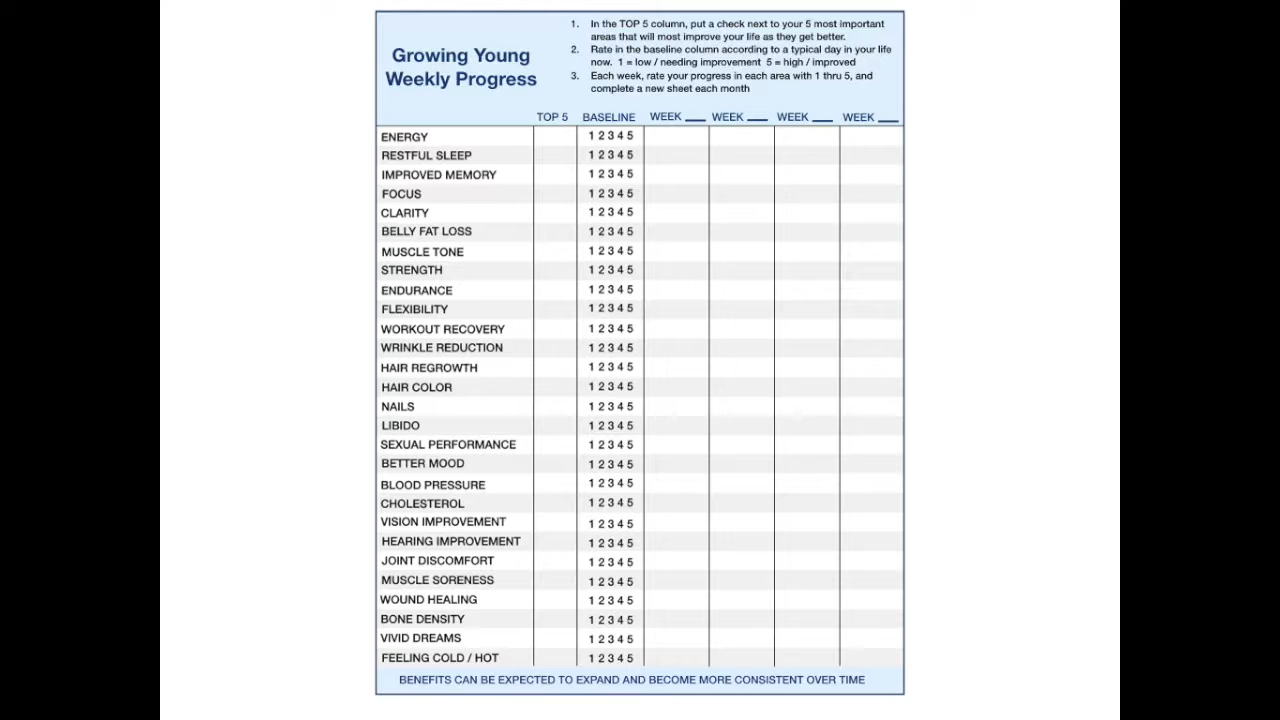 Growing Young
Weekly Progress
1. In the TOP 5 column, put a check next to your 5 most important
areas that will most improve your life as they get better.
2. Rate in the baseline column according to a typical day in your life
now. 1 = low / needing improvement 5 = high / improved
3. Each week, rate your progress in each area with 1 thru 5, and
complete a new sheet each month
TOP 5 BASELINE WEEK ___ WEEK ___ WEEK ___ WEEK ___
ENERGY 1 2 3 4 5
RESTFUL SLEEP 1 2 3 4 5
IMPROVED MEMORY 1 2 3 4 5
FOCUS 1 2 3 4 5
CLARITY 1 2 3 4 5
BELLY FAT LOSS 1 2 3 4 5
MUSCLE TONE 1 2 3 4 5
STRENGTH 1 2 3 4 5
ENDURANCE 1 2 3 4 5
FLEXIBILITY 1 2 3 4 5
WORKOUT RECOVERY 1 2 3 4 5
WRINKLE REDUCTION 1 2 3 4 5
HAIR REGROWTH 1 2 3 4 5
HAIR COLOR 1 2 3 4 5
NAILS 1 2 3 4 5
LIBIDO 1 2 3 4 5
SEXUAL PERFORMANCE 1 2 3 4 5
BETTER MOOD 1 2 3 4 5
BLOOD PRESSURE 1 2 3 4 5
CHOLESTEROL 1 2 3 4 5
VISION IMPROVEMENT 1 2 3 4 5
HEARING IMPROVEMENT 1 2 3 4 5
JOINT DISCOMFORT 1 2 3 4 5
MUSCLE SORENESS 1 2 3 4 5
WOUND HEALING 1 2 3 4 5
BONE DENSITY 1 2 3 4 5
VIVID DREAMS 1 2 3 4 5
FEELING COLD / HOT 1 2 3 4 5
BENEFITS CAN BE EXPECTED TO EXPAND AND BECOME MORE CONSISTENT OVER TIME